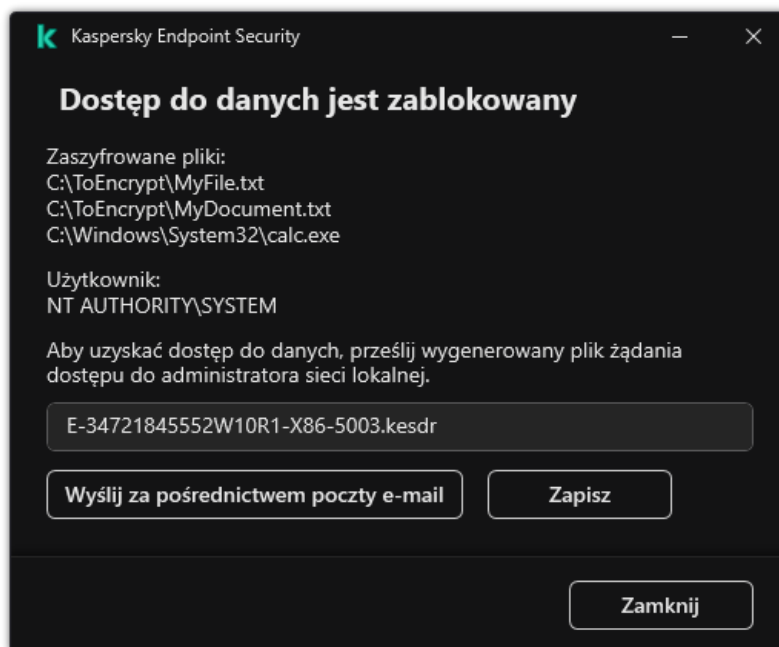 Kaspersky Endpoint Security
Dostęp do danych jest zablokowany
Zaszyfrowane pliki:
C:\ToEncrypt\MyFile.txt
C:\ToEncrypt\MyDocument.txt
C:\Windows\System32\calc.exe
Użytkownik:
NT AUTHORITY\SYSTEM
Aby uzyskać dostęp do danych, prześlij wygenerowany plik żądania
dostępu do administratora sieci lokalnej.
E-34721845552W10R1-X86-5003.kesdr
Wyślij za pośrednictwem poczty e-mail
Zapisz
Zamknij